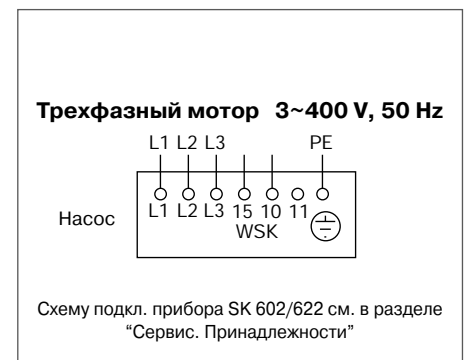 Трехфазный мотор 3~400 V, 50 Hz
L1 L2 L3 PE
L1 L2 L3 15 10 11
WSK
Насос
Схему подкл. прибора SK 602/622 см. в разделе
“Сервис. Принадлежности”